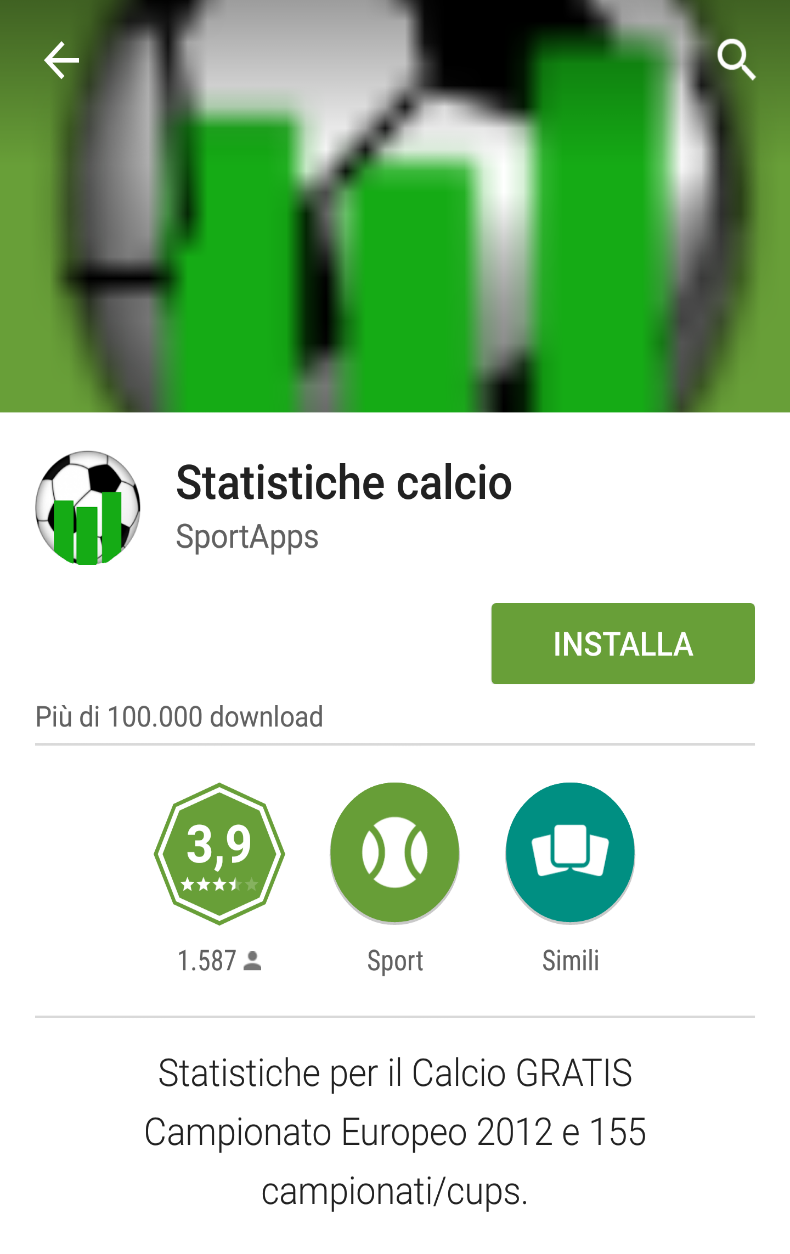 Statistiche calcio
SportApps
INSTALLA
Più di 100.000 download
3,9
1.587
Sport
Simili
Statistiche per il Calcio GRATIS
Campionato Europeo 2012 e 155
campionati/cups.